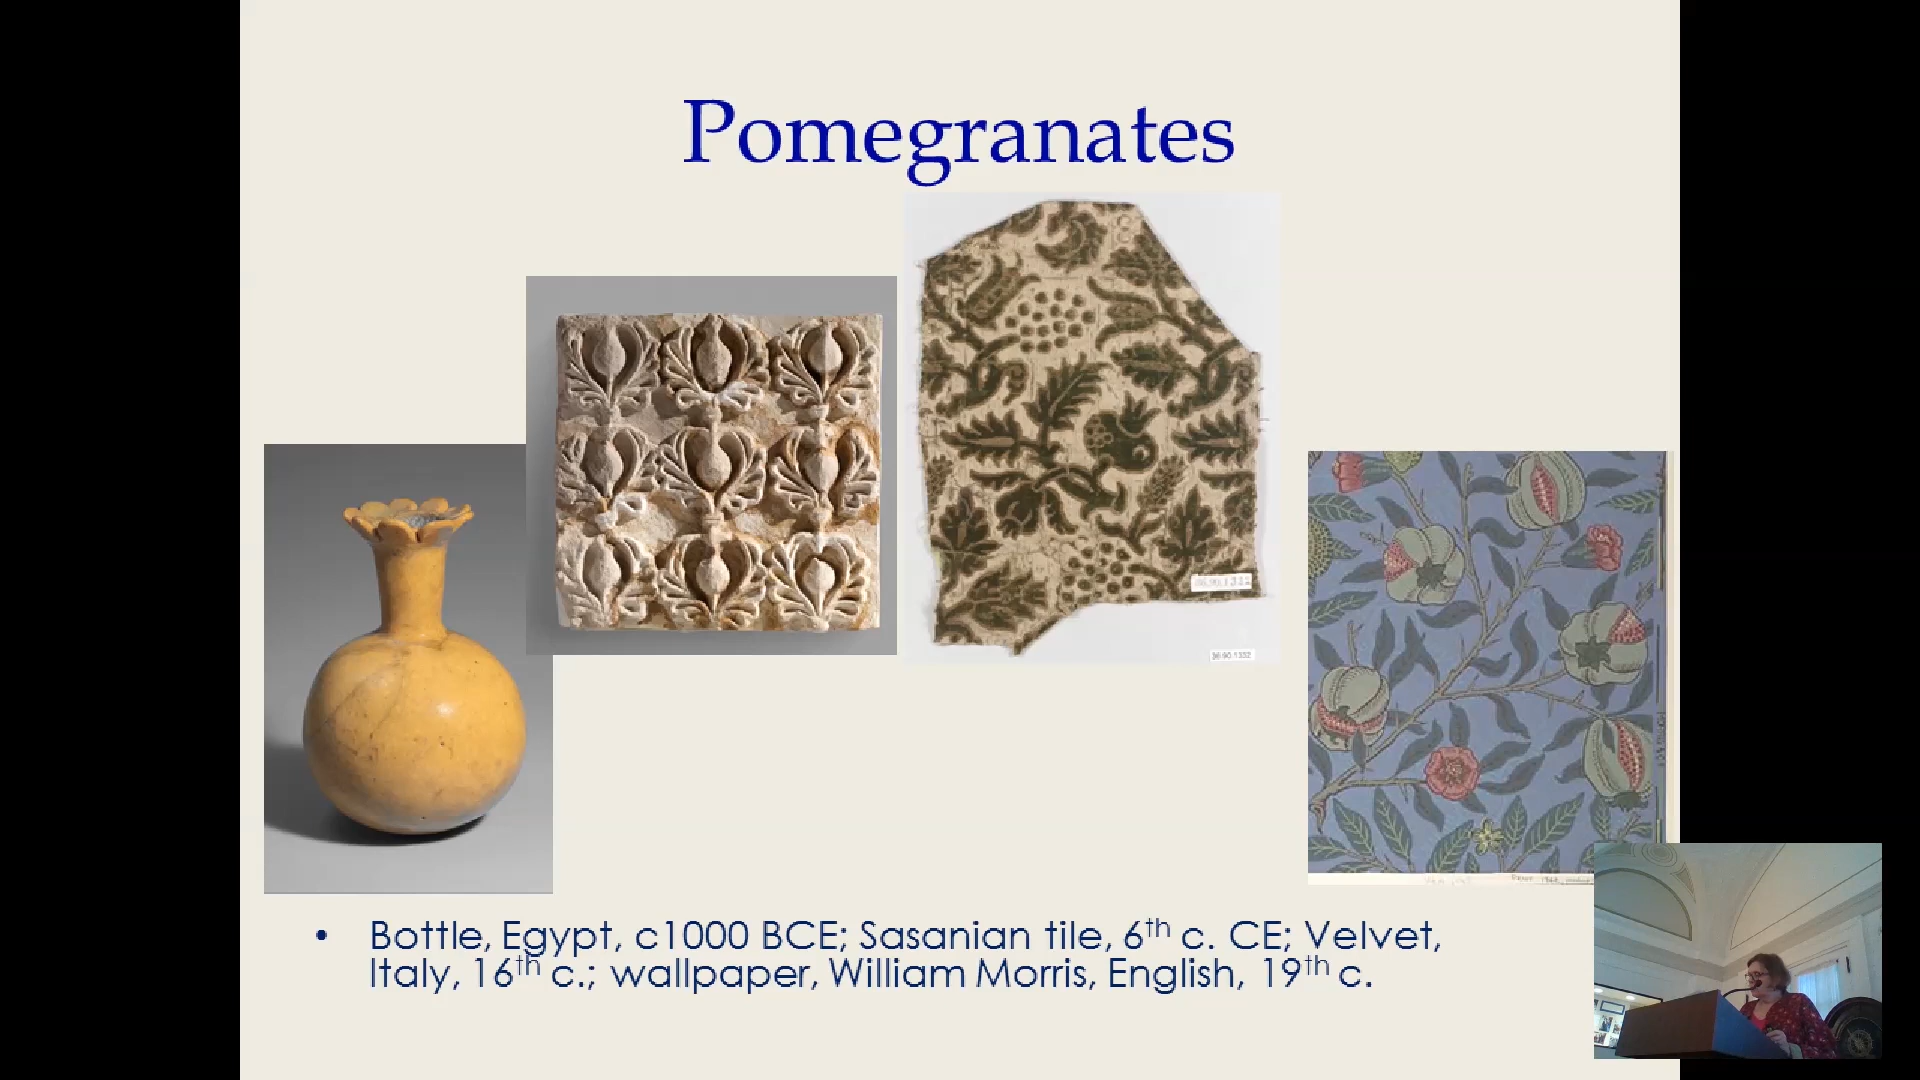 Pomegranates
• Bottle, Egypt, c1000 BCE; Sasanian tile, 6th c. CE; Velvet,
Italy, 16th c.; wallpaper, William Morris, English, 19th c.